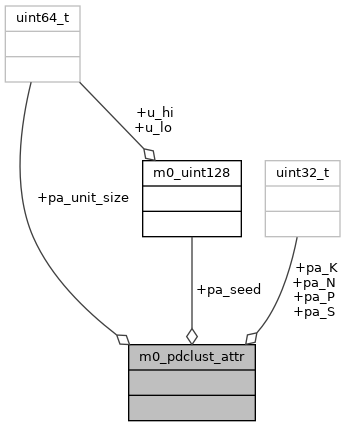 uint64_t
+u_hi
+u_lo
m0_uint128
uint32_t
+pa_unit_size
+pa_seed
+pa_K
+pa_N
+pa_P
+pa_S
m0_pdclust_attr